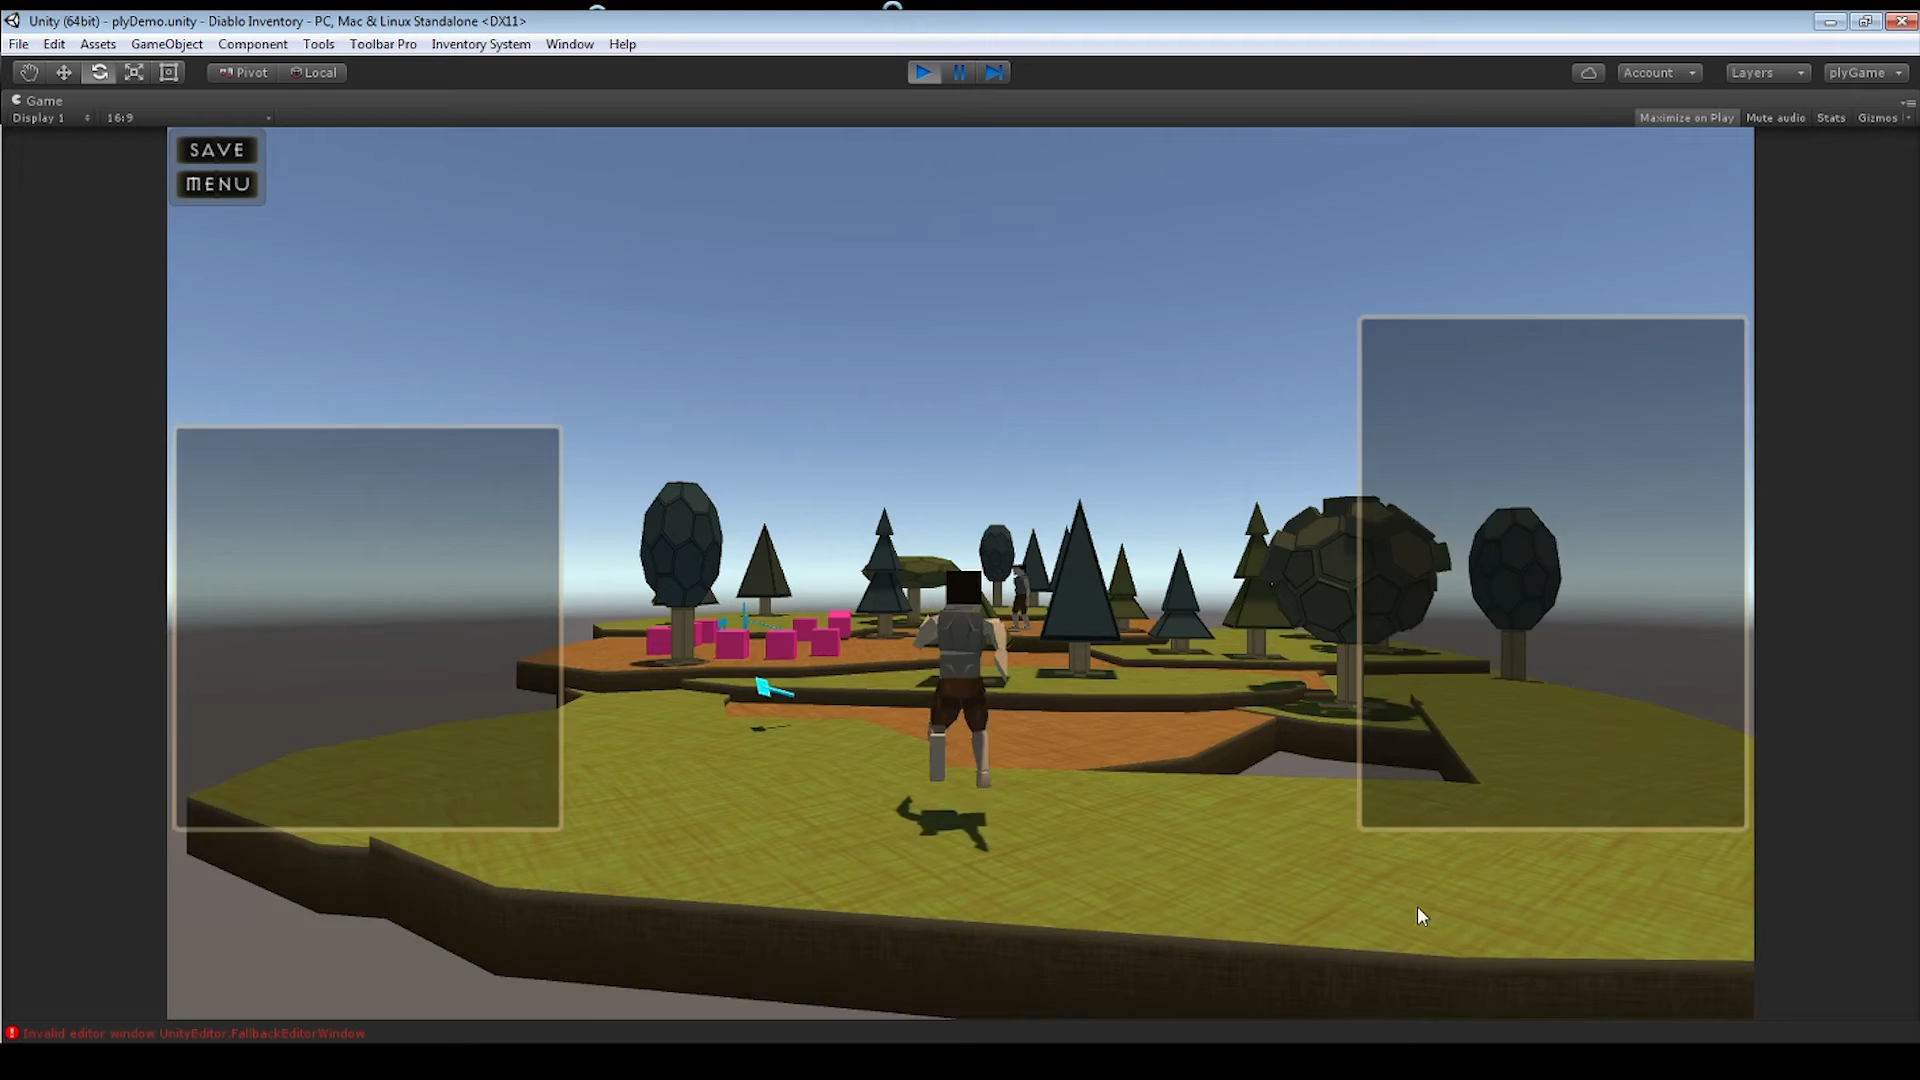 Unity (64bit) - plyDemo.unity - Diablo Inventory - PC, Mac & Linux Standalone <DX11>
File Edit Assets GameObject Component Tools Toolbar Pro Inventory System Window Help
Pivot Local Account Layers plyGame
Game
Display 1 16:9 Maximize on Play Mute audio Stats Gizmos
SAVE
MENU
Invalid editor window UnityEditor.FallbackEditorWindow